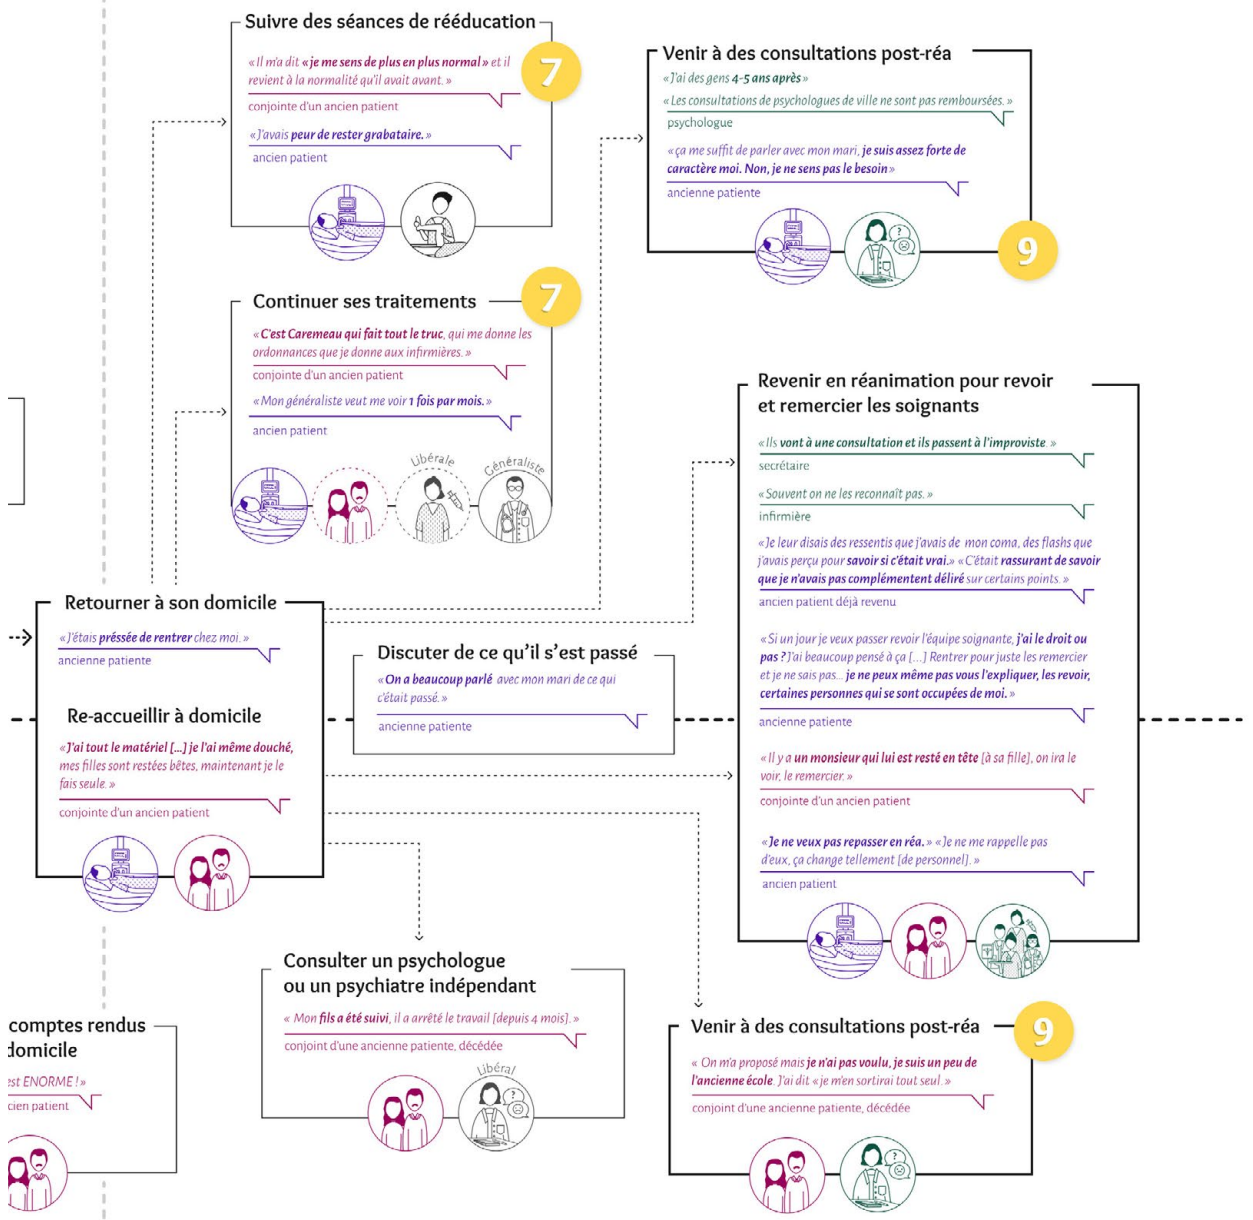 Suivre des séances de rééducation
« Il m'a dit « je me sens de plus en plus normal » et il
revient à la normalité qu'il avait avant. »
conjointe d'un ancien patient
« J'avais peur de rester grabataire. »
ancien patient
7
Venir à des consultations post-réa
« J'ai des gens 4-5 ans après »
« Les consultations de psychologues de ville ne sont pas remboursées. »
psychologue
« ça me suffit de parler avec mon mari, je suis assez forte de
caractère moi. Non, je ne sens pas le besoin »
ancienne patiente
9
Continuer ses traitements
7
« C'est Caremeau qui fait tout le truc, qui me donne les
ordonnances que je donne aux infirmières. »
conjointe d'un ancien patient
« Mon généraliste veut me voir 1 fois par mois. »
ancien patient
Libérale
Généraliste
Revenir en réanimation pour revoir
et remercier les soignants
« Ils vont à une consultation et ils passent à l'improviste. »
secrétaire
« Souvent on ne les reconnaît pas. »
infirmière
« Je leur disais des ressentis que j'avais de mon coma, des flashs que
j'avais perçu pour savoir si c'était vrai.» « C'était rassurant de savoir
que je n'avais pas complémentent déliré sur certains points. »
ancien patient déjà revenu
« Si un jour je veux passer revoir l'équipe soignante, j'ai le droit ou
pas ? J'ai beaucoup pensé à ça [...] Rentrer pour juste les remercier
et je ne sais pas... je ne peux même pas vous l'expliquer, les revoir,
certaines personnes qui se sont occupées de moi. »
ancienne patiente
« Il y a un monsieur qui lui est resté en tête [à sa fille], on ira le
voir, le remercier. »
conjointe d'un ancien patient
« Je ne veux pas repasser en réa. » « Je ne me rappelle pas
d'eux, ça change tellement [de personnel]. »
ancien patient
Retourner à son domicile
« J'étais préssée de rentrer chez moi. »
ancienne patiente
Re-accueillir à domicile
« J'ai tout le matériel [...] je l'ai même douché,
mes filles sont restées bêtes, maintenant je le
fais seule. »
conjointe d'un ancien patient
Discuter de ce qu'il s'est passé
« On a beaucoup parlé avec mon mari de ce qui
c'était passé. »
ancienne patiente
Consulter un psychologue
ou un psychiatre indépendant
« Mon fils a été suivi, il a arrêté le travail [depuis 4 mois]. »
conjoint d'une ancienne patiente, décédée
Libéral
Venir à des consultations post-réa
9
« On m'a proposé mais je n'ai pas voulu, je suis un peu de
l'ancienne école. J'ai dit « je m'en sortirai tout seul. »
conjoint d'une ancienne patiente, décédée
comptes rendus
domicile
est ENORME ! »
cien patient